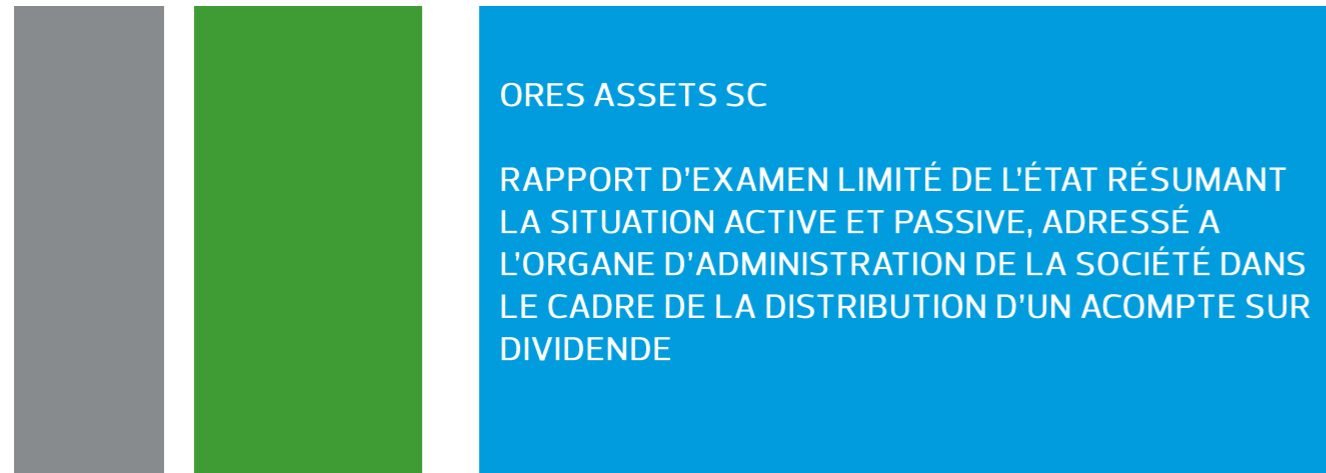 ORES ASSETS SC
RAPPORT D’EXAMEN LIMITÉ DE L’ÉTAT RÉSUMANT
LA SITUATION ACTIVE ET PASSIVE, ADRESSÉ A
L’ORGANE D’ADMINISTRATION DE LA SOCIÉTÉ DANS
LE CADRE DE LA DISTRIBUTION D’UN ACOMPTE SUR
DIVIDENDE